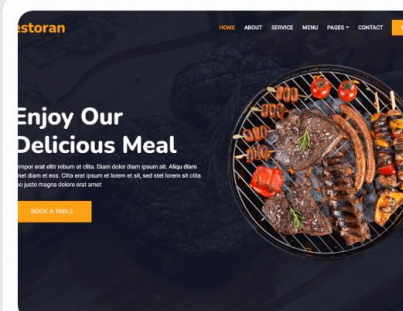 estoran
HOME ABOUT SERVICE MENU PAGES CONTACT
Enjoy Our
Delicious Meal
empor erat elitr rebum at clita. Diam dolor diam ipsum sit. Aliqu diam
met diam et eos. Clita erat ipsum et lorem et sit, sed stet lorem sit clita
o justo magna dolore erat amet
BOOK A TABLE